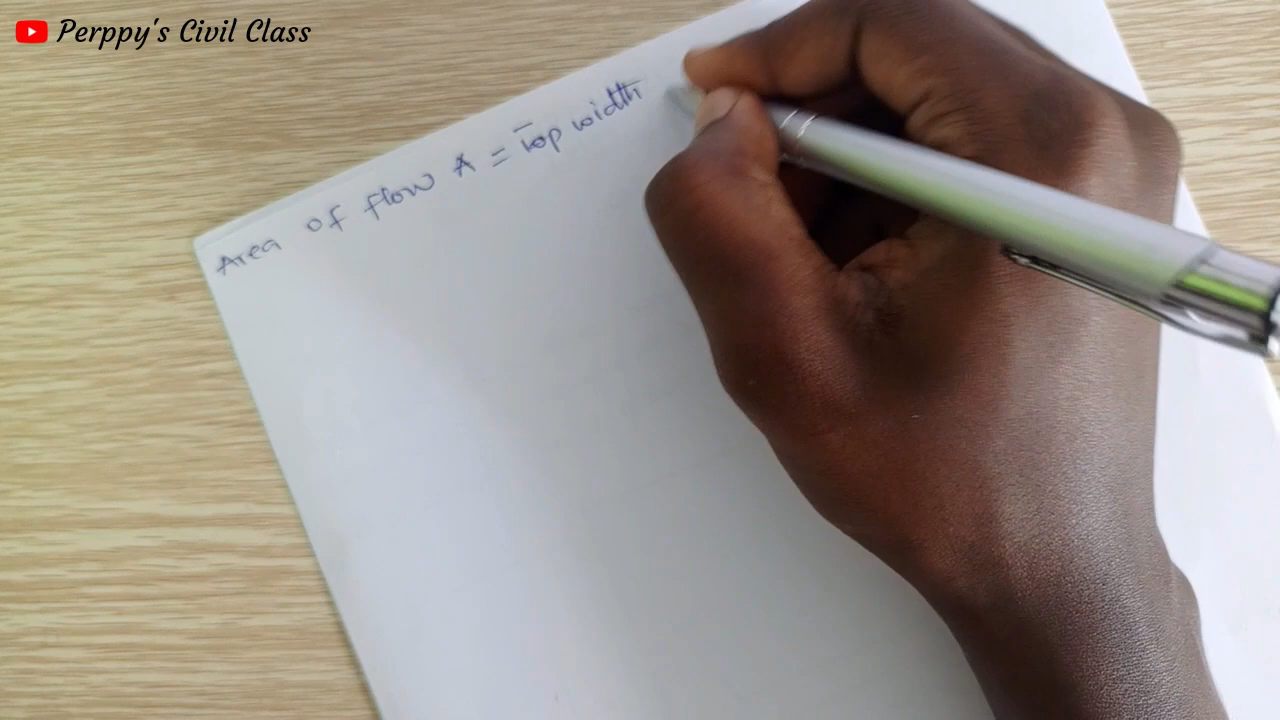 Perppy's Civil Class
Area of flow A = Top width